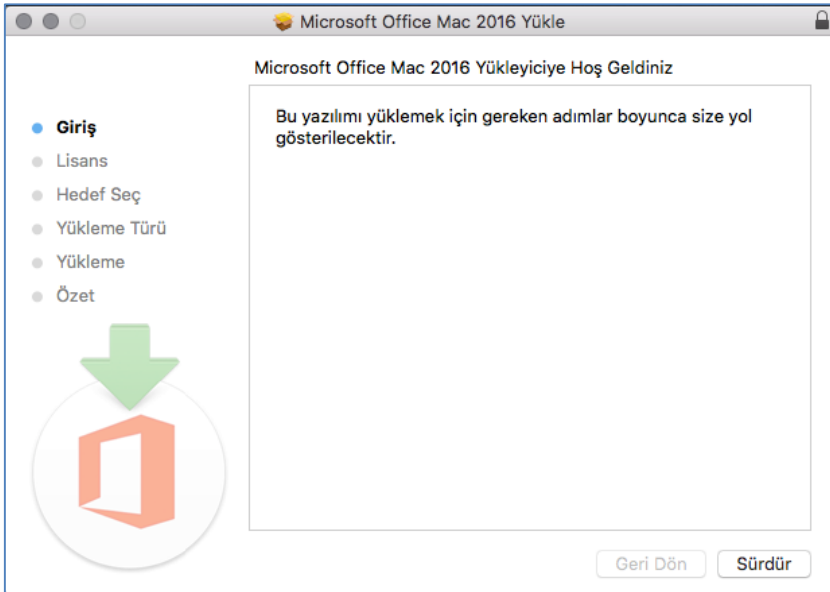 Microsoft Office Mac 2016 Yükle
Microsoft Office Mac 2016 Yükleyiciye Hoş Geldiniz
Giriş
Lisans
Hedef Seç
Yükleme Türü
Yükleme
Özet
Bu yazılımı yüklemek için gereken adımlar boyunca size yol
gösterilecektir.
Geri Dön
Sürdür